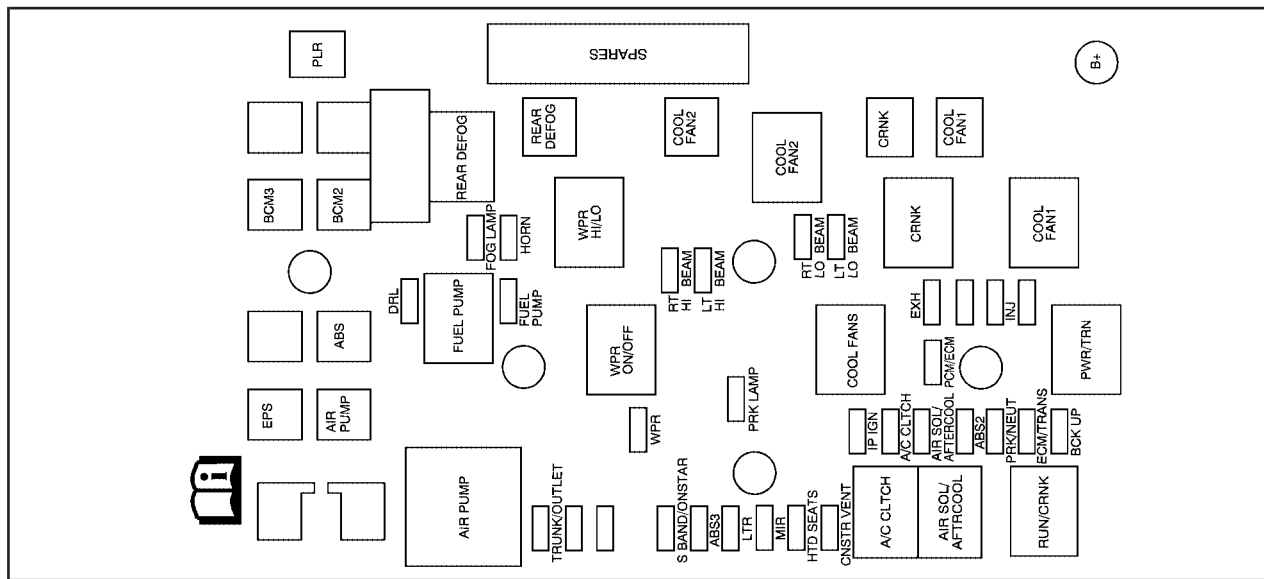 PLR
SPARES
B+
REAR
DEFOG
COOL
FAN2
CRNK
COOL
FAN1
COOL
FAN2
BCM3
BCM2
REAR DEFOG
FOG LAMP
HORN
WPR
HI/LO
RT
HI BEAM
LT
HI BEAM
RT
LO BEAM
LT
LO BEAM
CRNK
COOL
FAN1
DRL
FUEL PUMP
FUEL
PUMP
ABS
WPR
ON/OFF
COOL FANS
EXH
INJ
PCM/ECM
PWR/TRN
EPS
AIR
PUMP
WPR
PRK LAMP
IP IGN
A/C CLTCH
AIR SOL/
AFTERCOOL
ABS2
PRK/NEUT
ECM/TRANS
BCK UP
i
AIR PUMP
TRUNK/OUTLET
S BAND/ONSTAR
ABS3
LTR
MIR
HTD SEATS
CNSTR VENT
A/C CLTCH
AIR SOL/
AFTRCOOL
RUN/CRNK